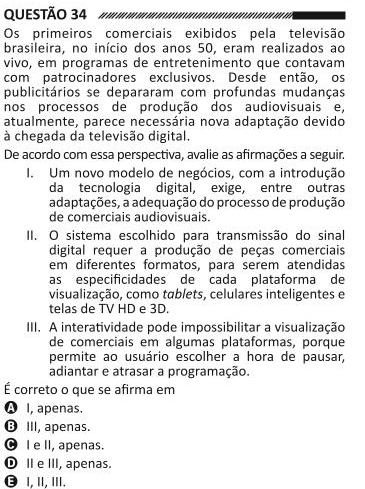 QUESTÃO 34
Os primeiros comerciais exibidos pela televisão
brasileira, no início dos anos 50, eram realizados ao
vivo, em programas de entretenimento que contavam
com patrocinadores exclusivos. Desde então, os
publicitários se depararam com profundas mudanças
nos processos de produção dos audiovisuais e,
atualmente, parece necessária nova adaptação devido
à chegada da televisão digital.
De acordo com essa perspectiva, avalie as afirmações a seguir.
I. Um novo modelo de negócios, com a introdução
da tecnologia digital, exige, entre outras
adaptações, a adequação do processo de produção
de comerciais audiovisuais.
II. O sistema escolhido para transmissão do sinal
digital requer a produção de peças comerciais
em diferentes formatos, para serem atendidas
as especificidades de cada plataforma de
visualização, como tablets, celulares inteligentes e
telas de TV HD e 3D.
III. A interatividade pode impossibilitar a visualização
de comerciais em algumas plataformas, porque
permite ao usuário escolher a hora de pausar,
adiantar e atrasar a programação.
É correto o que se afirma em
A I, apenas.
B III, apenas.
C I e II, apenas.
D II e III, apenas.
E I, II, III.